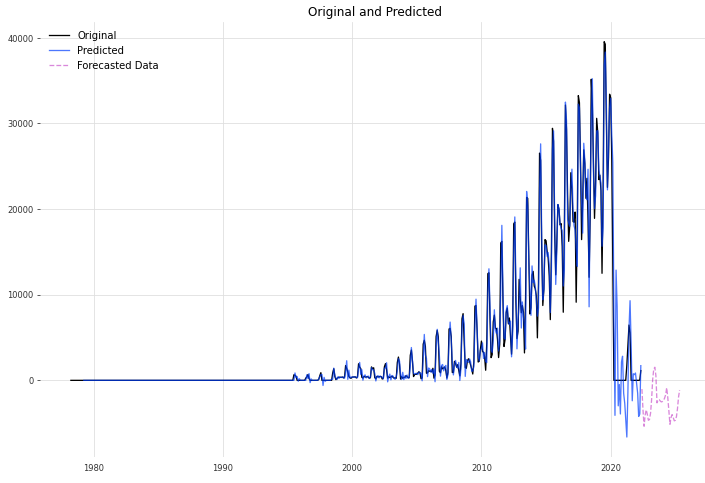 Original and Predicted
Original
Predicted
Forecasted Data
40000
30000
20000
10000
0
1980 1990 2000 2010 2020